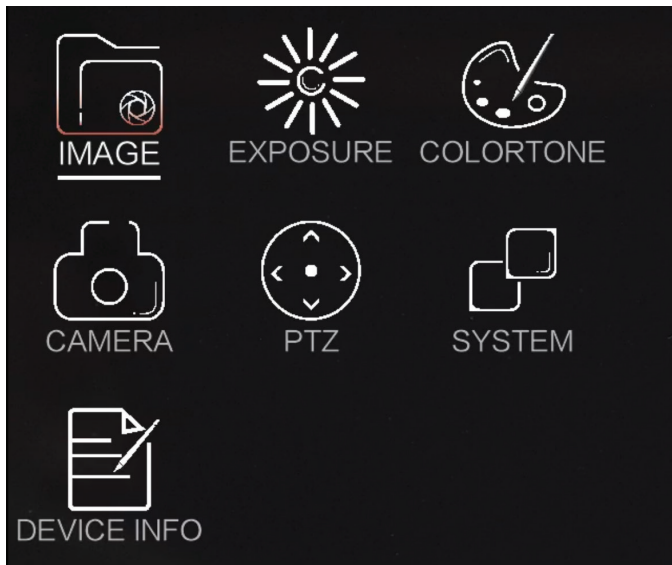 IMAGE
EXPOSURE
COLORTONE
CAMERA
PTZ
SYSTEM
DEVICE INFO